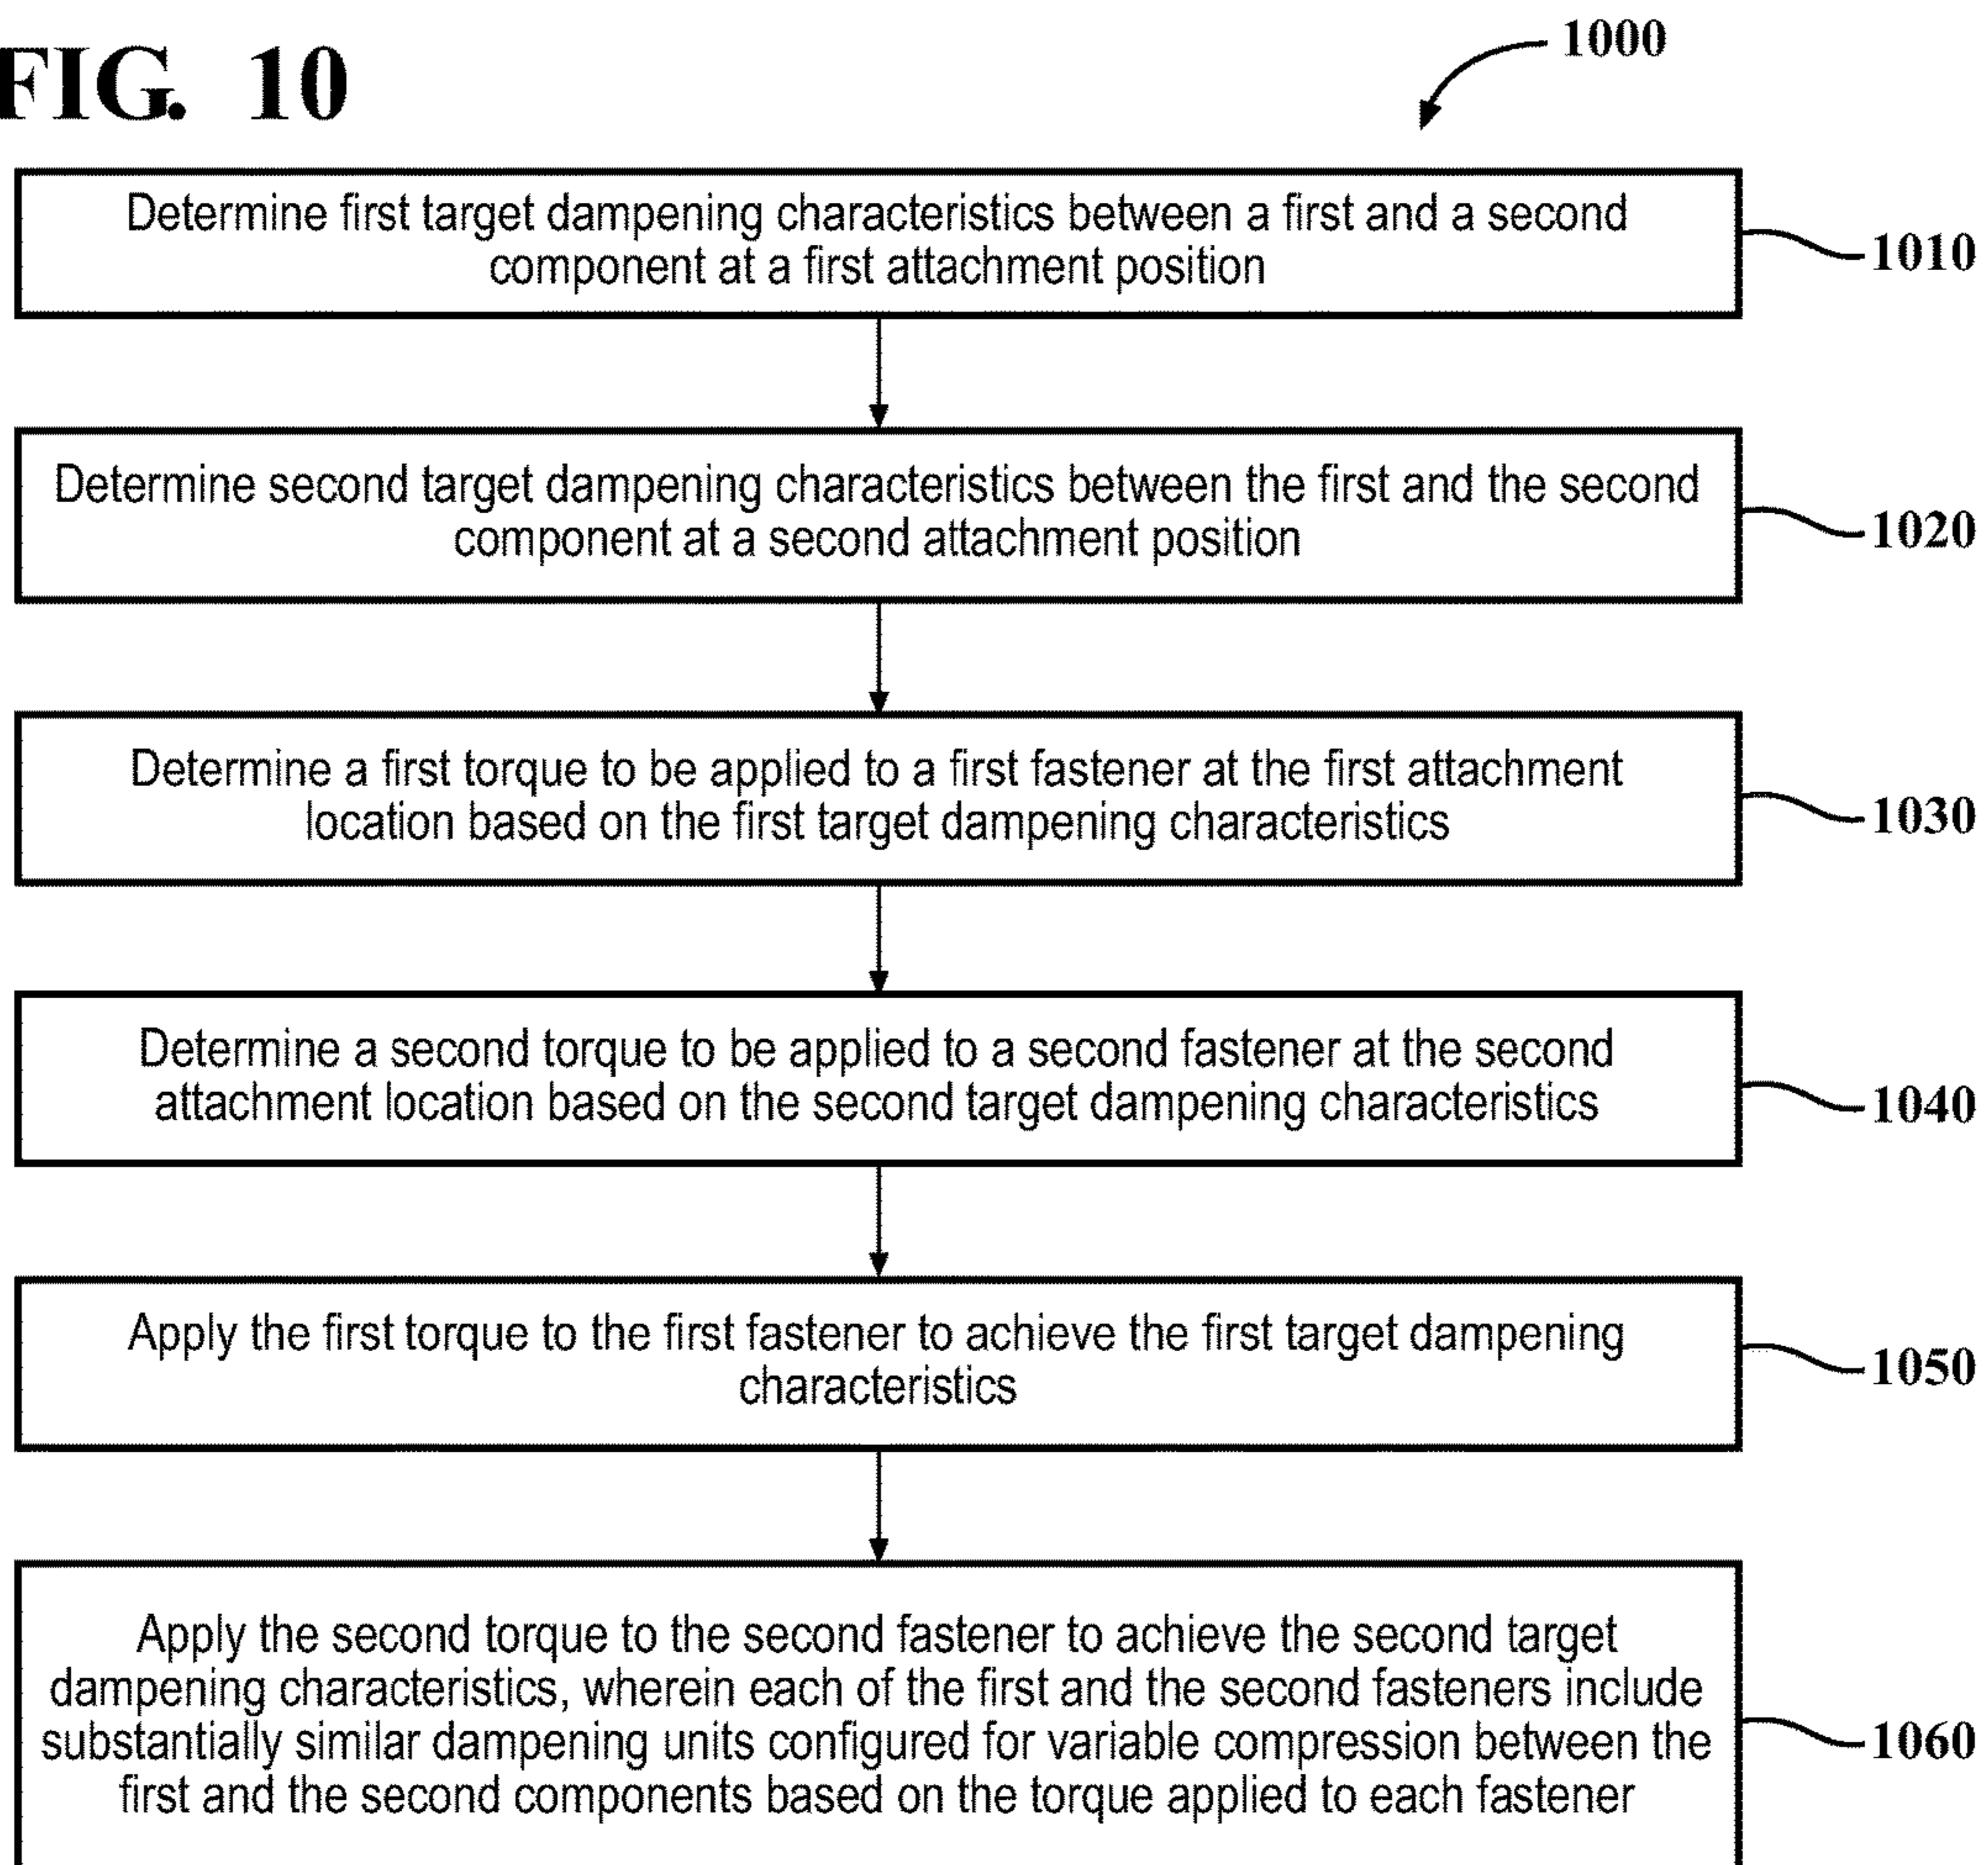 FIG. 10
1000
Determine first target dampening characteristics between a first and a second
component at a first attachment position
1010
Determine second target dampening characteristics between the first and the second
component at a second attachment position
1020
Determine a first torque to be applied to a first fastener at the first attachment
location based on the first target dampening characteristics
1030
Determine a second torque to be applied to a second fastener at the second
attachment location based on the second target dampening characteristics
1040
Apply the first torque to the first fastener to achieve the first target dampening
characteristics
1050
Apply the second torque to the second fastener to achieve the second target
dampening characteristics, wherein each of the first and the second fasteners include
substantially similar dampening units configured for variable compression between the
first and the second components based on the torque applied to each fastener
1060